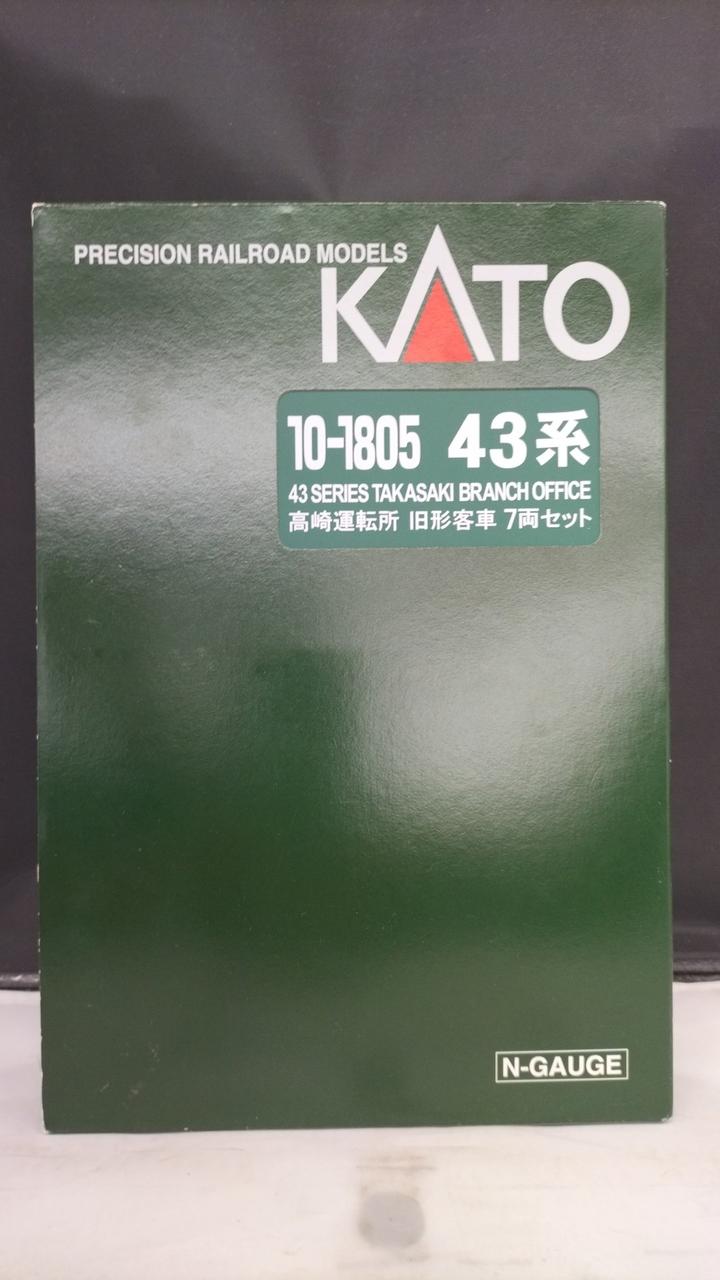 PRECISION RAILROAD MODELS
KATO
10-1805 43系
43 SERIES TAKASAKI BRANCH OFFICE
高崎運転所 旧形客車 7両セット
N-GAUGE